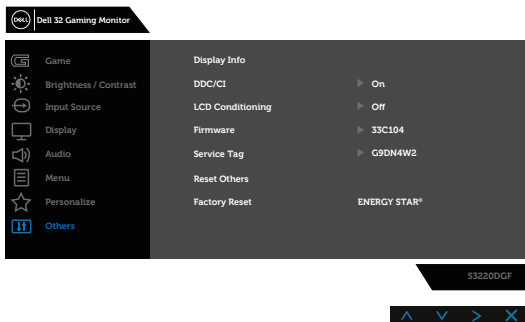 DELL Dell 32 Gaming Monitor
Game
Brightness / Contrast
Input Source
Display
Audio
Menu
Personalize
Others
Display Info
DDC/CI On
LCD Conditioning Off
Firmware 33C104
Service Tag G9DN4W2
Reset Others
Factory Reset ENERGY STAR®
S3220DGF